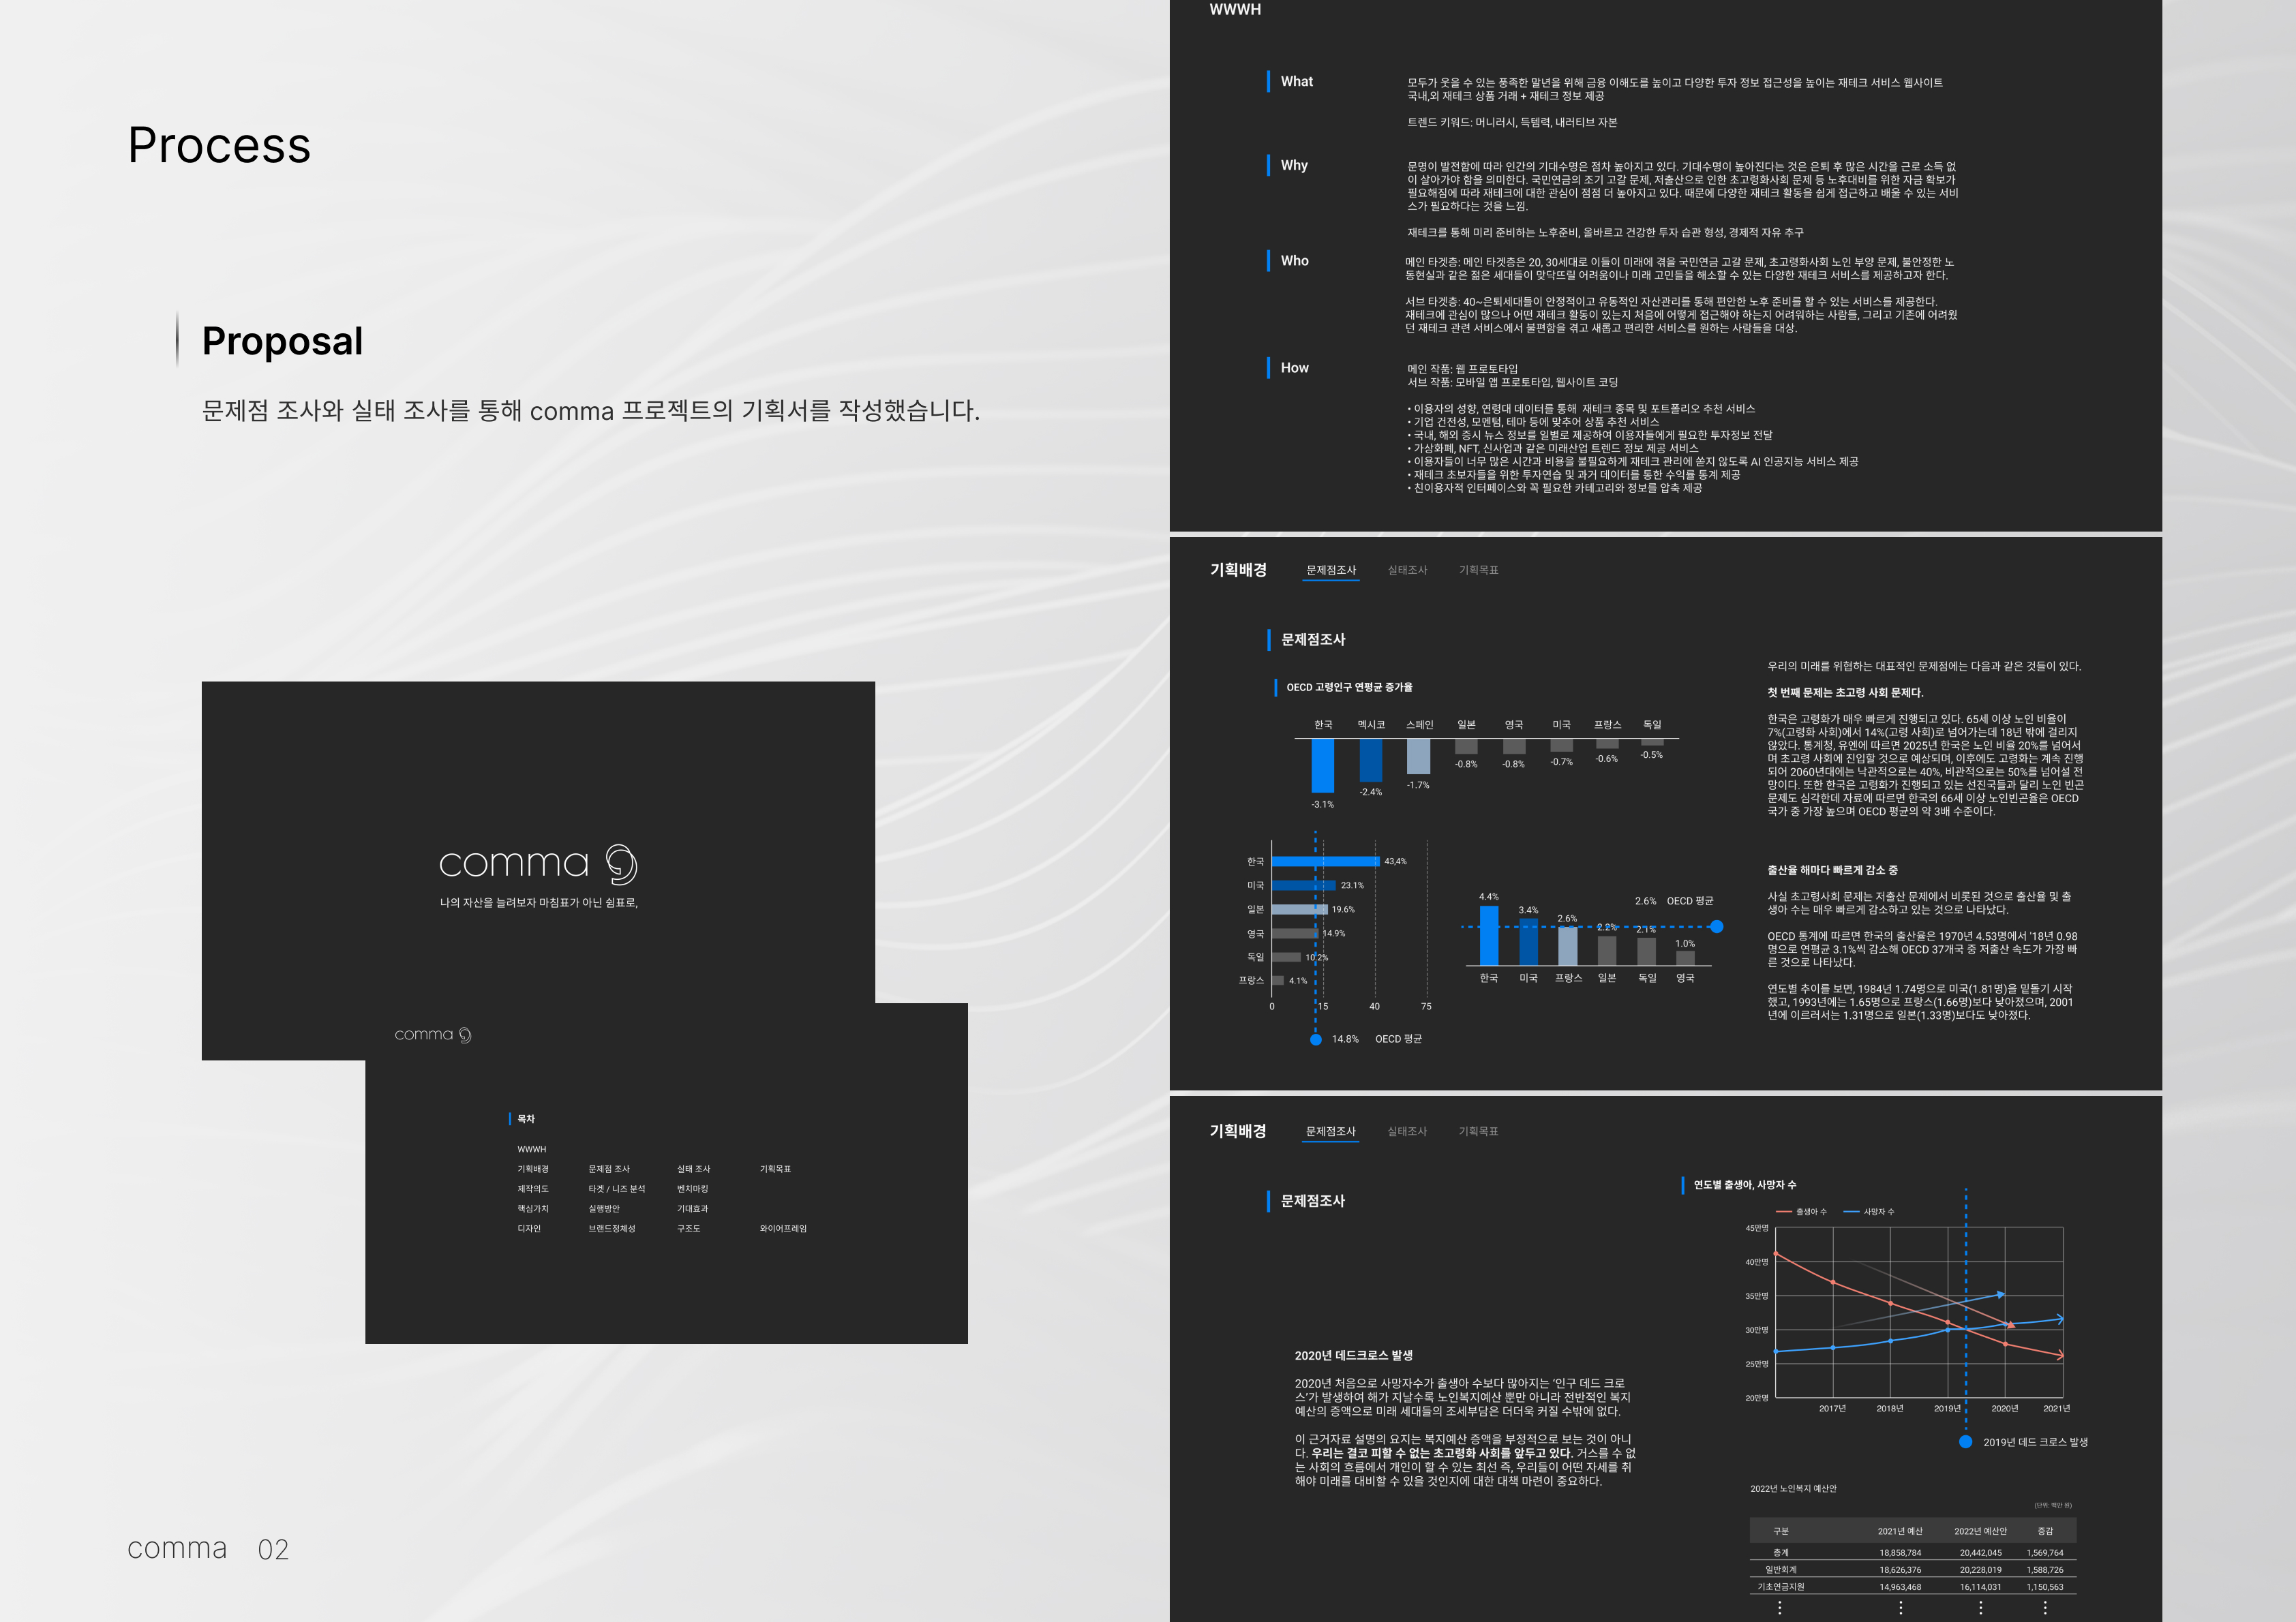 Process
Proposal
문제점 조사와 실태 조사를 통해 comma 프로젝트의 기획서를 작성했습니다.
comma
나의 자산을 늘려보자 마침표가 아닌 쉼표로,
comma
목차
WWWH
기획배경 문제점 조사 실태 조사 기획목표
제작의도 타겟 / 니즈 분석 벤치마킹
핵심가치 실행방안 기대효과
디자인 브랜드정체성 구조도 와이어프레임
comma 02
WWWH
What
모두가 웃을 수 있는 풍족한 말년을 위해 금융 이해도를 높이고 다양한 투자 정보 접근성을 높이는 재테크 서비스 웹사이트
국내,외 재테크 상품 거래 + 재테크 정보 제공
트렌드 키워드: 머니러시, 득템력, 내러티브 자본
Why
문명이 발전함에 따라 인간의 기대수명은 점차 높아지고 있다. 기대수명이 높아진다는 것은 은퇴 후 많은 시간을 근로 소득 없
이 살아가야 함을 의미한다. 국민연금의 조기 고갈 문제, 저출산으로 인한 초고령화사회 문제 등 노후대비를 위한 자금 확보가
필요해짐에 따라 재테크에 대한 관심이 점점 더 높아지고 있다. 때문에 다양한 재테크 활동을 쉽게 접근하고 배울 수 있는 서비
스가 필요하다는 것을 느낌.
재테크를 통해 미리 준비하는 노후준비, 올바르고 건강한 투자 습관 형성, 경제적 자유 추구
Who
메인 타겟층: 메인 타겟층은 20, 30세대로 이들이 미래에 겪을 국민연금 고갈 문제, 초고령화사회 노인 부양 문제, 불안정한 노
동현실과 같은 젊은 세대들이 맞닥뜨릴 어려움이나 미래 고민들을 해소할 수 있는 다양한 재테크 서비스를 제공하고자 한다.
서브 타겟층: 40~은퇴세대들이 안정적이고 유동적인 자산관리를 통해 편안한 노후 준비를 할 수 있는 서비스를 제공한다.
재테크에 관심이 많으나 어떤 재테크 활동이 있는지 처음에 어떻게 접근해야 하는지 어려워하는 사람들, 그리고 기존에 어려웠
던 재테크 관련 서비스에서 불편함을 겪고 새롭고 편리한 서비스를 원하는 사람들을 대상.
How
메인 작품: 웹 프로토타입
서브 작품: 모바일 앱 프로토타입, 웹사이트 코딩
• 이용자의 성향, 연령대 데이터를 통해 재테크 종목 및 포트폴리오 추천 서비스
• 기업 건전성, 모멘텀, 테마 등에 맞추어 상품 추천 서비스
• 국내, 해외 증시 뉴스 정보를 일별로 제공하여 이용자들에게 필요한 투자정보 전달
• 가상화폐, NFT, 신사업과 같은 미래산업 트렌드 정보 제공 서비스
• 이용자들이 너무 많은 시간과 비용을 불필요하게 재테크 관리에 쏟지 않도록 AI 인공지능 서비스 제공
• 재테크 초보자들을 위한 투자연습 및 과거 데이터를 통한 수익률 통계 제공
• 친이용자적 인터페이스와 꼭 필요한 카테고리와 정보를 압축 제공
기획배경 문제점조사 실태조사 기획목표
문제점조사
OECD 고령인구 연평균 증가율
한국 멕시코 스페인 일본 영국 미국 프랑스 독일
-3.1% -2.4% -1.7% -0.8% -0.8% -0.7% -0.6% -0.5%
한국 43,4%
미국 23.1%
일본 19.6%
영국 14.9%
독일 10.2%
프랑스 4.1%
0 15 40 75
14.8% OECD 평균
4.4% 3.4% 2.6% 2.2% 2.1% 1.0%
2.6% OECD 평균
한국 미국 프랑스 일본 독일 영국
우리의 미래를 위협하는 대표적인 문제점에는 다음과 같은 것들이 있다.
첫 번째 문제는 초고령 사회 문제다.
한국은 고령화가 매우 빠르게 진행되고 있다. 65세 이상 노인 비율이
7%(고령화 사회)에서 14%(고령 사회)로 넘어가는데 18년 밖에 걸리지
않았다. 통계청, 유엔에 따르면 2025년 한국은 노인 비율 20%를 넘어서
며 초고령 사회에 진입할 것으로 예상되며, 이후에도 고령화는 계속 진행
되어 2060년대에는 낙관적으로는 40%, 비관적으로는 50%를 넘어설 전
망이다. 또한 한국은 고령화가 진행되고 있는 선진국들과 달리 노인 빈곤
문제도 심각한데 자료에 따르면 한국의 66세 이상 노인빈곤율은 OECD
국가 중 가장 높으며 OECD 평균의 약 3배 수준이다.
출산율 해마다 빠르게 감소 중
사실 초고령사회 문제는 저출산 문제에서 비롯된 것으로 출산율 및 출
생아 수는 매우 빠르게 감소하고 있는 것으로 나타났다.
OECD 통계에 따르면 한국의 출산율은 1970년 4.53명에서 '18년 0.98
명으로 연평균 3.1%씩 감소해 OECD 37개국 중 저출산 속도가 가장 빠
른 것으로 나타났다.
연도별 추이를 보면, 1984년 1.74명으로 미국(1.81명)을 밑돌기 시작
했고, 1993년에는 1.65명으로 프랑스(1.66명)보다 낮아졌으며, 2001
년에 이르러서는 1.31명으로 일본(1.33명)보다도 낮아졌다.
기획배경 문제점조사 실태조사 기획목표
문제점조사
2020년 데드크로스 발생
2020년 처음으로 사망자수가 출생아 수보다 많아지는 '인구 데드 크로
스'가 발생하여 해가 지날수록 노인복지예산 뿐만 아니라 전반적인 복지
예산의 증액으로 미래 세대들의 조세부담은 더더욱 커질 수밖에 없다.
이 근거자료 설명의 요지는 복지예산 증액을 부정적으로 보는 것이 아니
다. 우리는 결코 피할 수 없는 초고령화 사회를 앞두고 있다. 거스를 수 없
는 사회의 흐름에서 개인이 할 수 있는 최선 즉, 우리들이 어떤 자세를 취
해야 미래를 대비할 수 있을 것인지에 대한 대책 마련이 중요하다.
연도별 출생아, 사망자 수
출생아 수 사망자 수
45만명
40만명
35만명
30만명
25만명
20만명
2017년 2018년 2019년 2020년 2021년
2019년 데드 크로스 발생
2022년 노인복지 예산안
(단위: 백만 원)
구분 2021년 예산 2022년 예산안 증감
총계 18,858,784 20,442,045 1,569,764
일반회계 18,626,376 20,228,019 1,588,726
기초연금지원 14,963,468 16,114,031 1,150,563